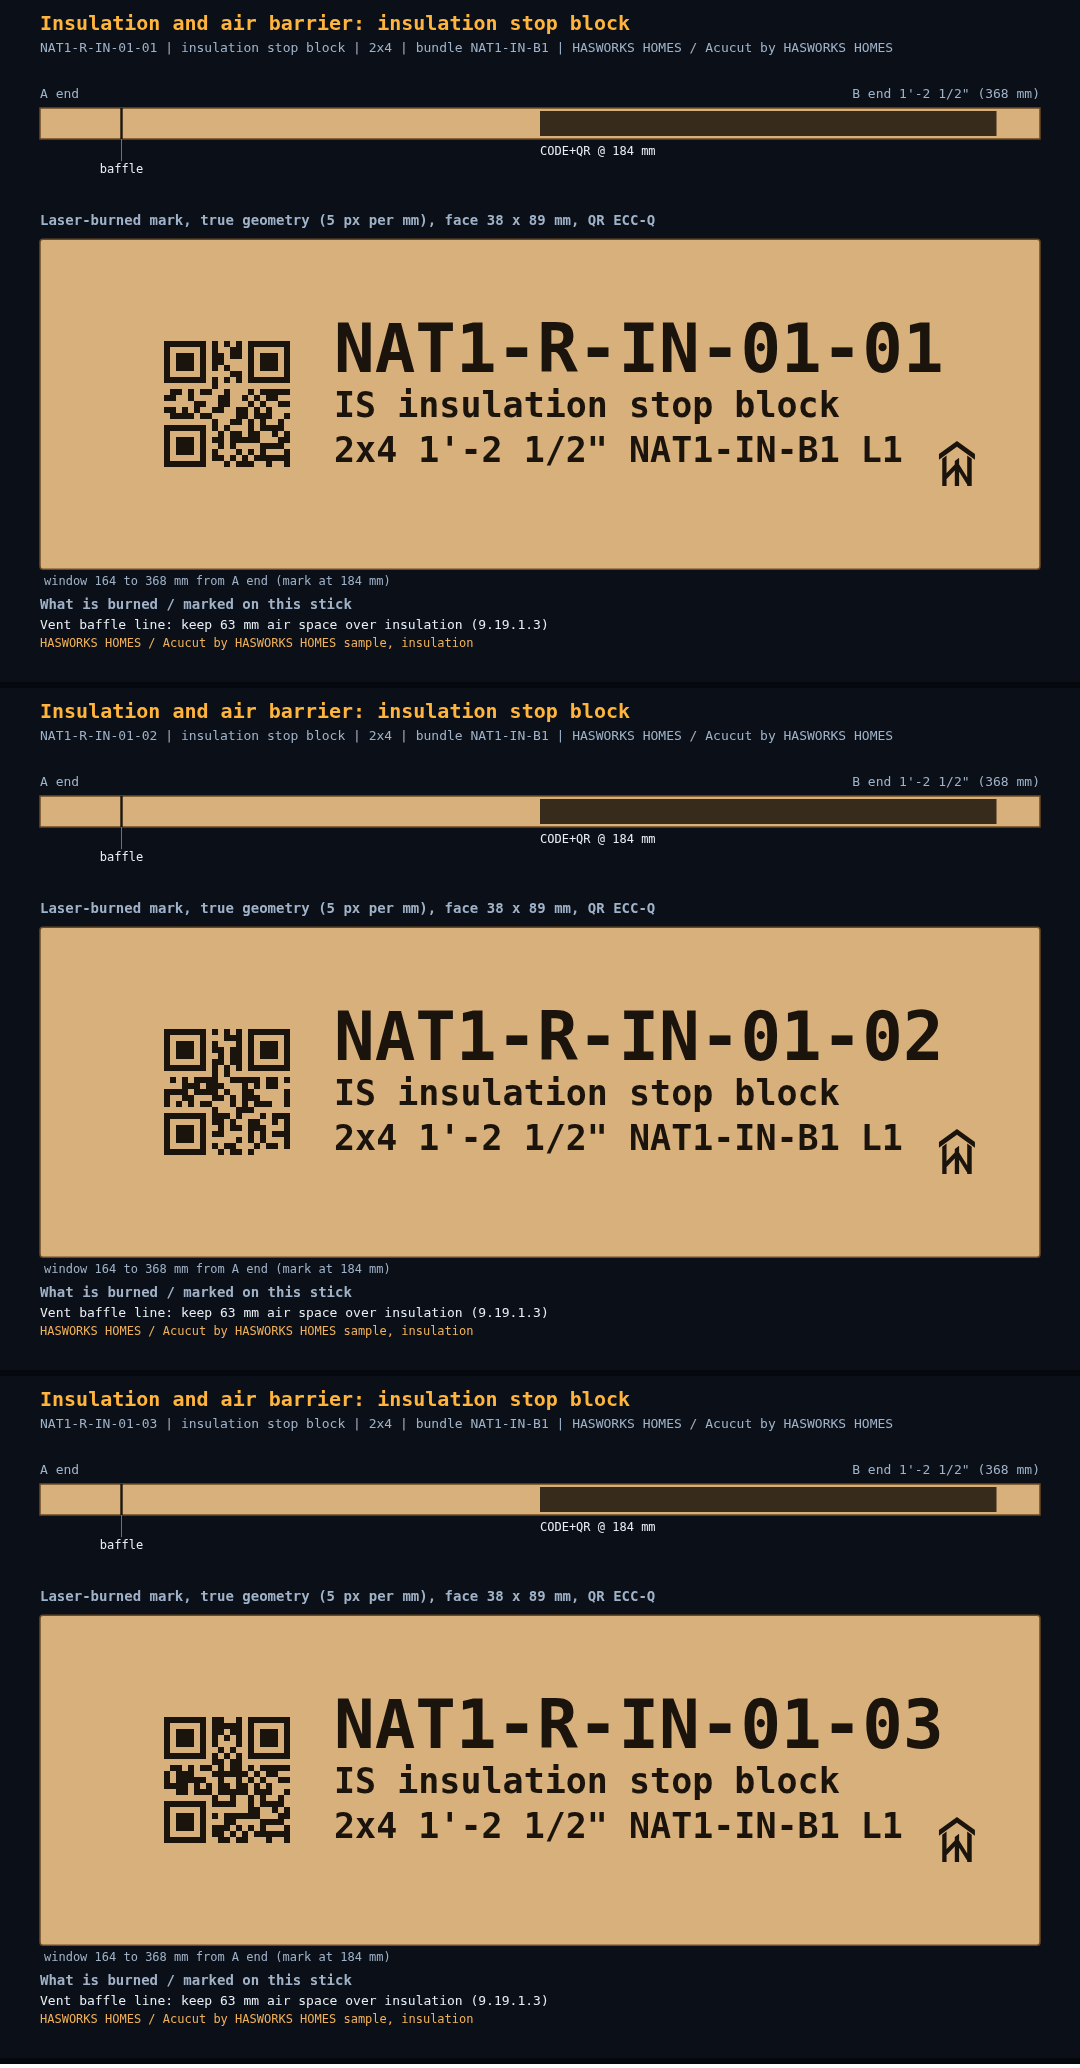 Insulation and air barrier: insulation stop block
NAT1-R-IN-01-01 | insulation stop block | 2x4 | bundle NAT1-IN-B1 | HASWORKS HOMES / Acucut by HASWORKS HOMES
A end
B end 1'-2 1/2" (368 mm)
CODE+QR @ 184 mm
baffle
Laser-burned mark, true geometry (5 px per mm), face 38 x 89 mm, QR ECC-Q
NAT1-R-IN-01-01
IS insulation stop block
2x4 1'-2 1/2" NAT1-IN-B1 L1
window 164 to 368 mm from A end (mark at 184 mm)
What is burned / marked on this stick
Vent baffle line: keep 63 mm air space over insulation (9.19.1.3)
HASWORKS HOMES / Acucut by HASWORKS HOMES sample, insulation
Insulation and air barrier: insulation stop block
NAT1-R-IN-01-02 | insulation stop block | 2x4 | bundle NAT1-IN-B1 | HASWORKS HOMES / Acucut by HASWORKS HOMES
A end
B end 1'-2 1/2" (368 mm)
CODE+QR @ 184 mm
baffle
Laser-burned mark, true geometry (5 px per mm), face 38 x 89 mm, QR ECC-Q
NAT1-R-IN-01-02
IS insulation stop block
2x4 1'-2 1/2" NAT1-IN-B1 L1
window 164 to 368 mm from A end (mark at 184 mm)
What is burned / marked on this stick
Vent baffle line: keep 63 mm air space over insulation (9.19.1.3)
HASWORKS HOMES / Acucut by HASWORKS HOMES sample, insulation
Insulation and air barrier: insulation stop block
NAT1-R-IN-01-03 | insulation stop block | 2x4 | bundle NAT1-IN-B1 | HASWORKS HOMES / Acucut by HASWORKS HOMES
A end
B end 1'-2 1/2" (368 mm)
CODE+QR @ 184 mm
baffle
Laser-burned mark, true geometry (5 px per mm), face 38 x 89 mm, QR ECC-Q
NAT1-R-IN-01-03
IS insulation stop block
2x4 1'-2 1/2" NAT1-IN-B1 L1
window 164 to 368 mm from A end (mark at 184 mm)
What is burned / marked on this stick
Vent baffle line: keep 63 mm air space over insulation (9.19.1.3)
HASWORKS HOMES / Acucut by HASWORKS HOMES sample, insulation